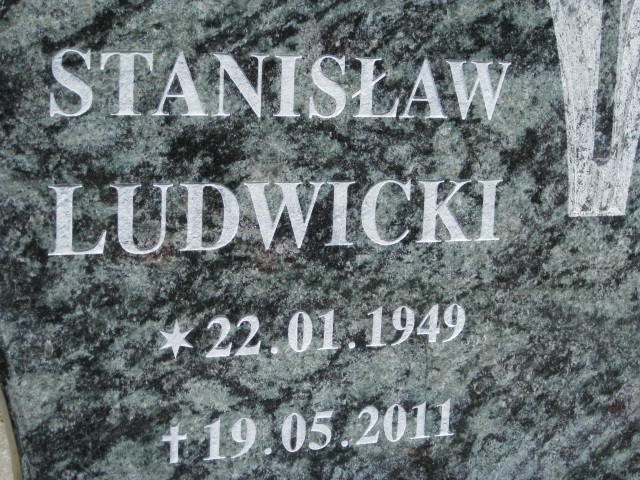 STANISŁAW
LUDWICKI
★ 22.01.1949
✝ 19.05.2011